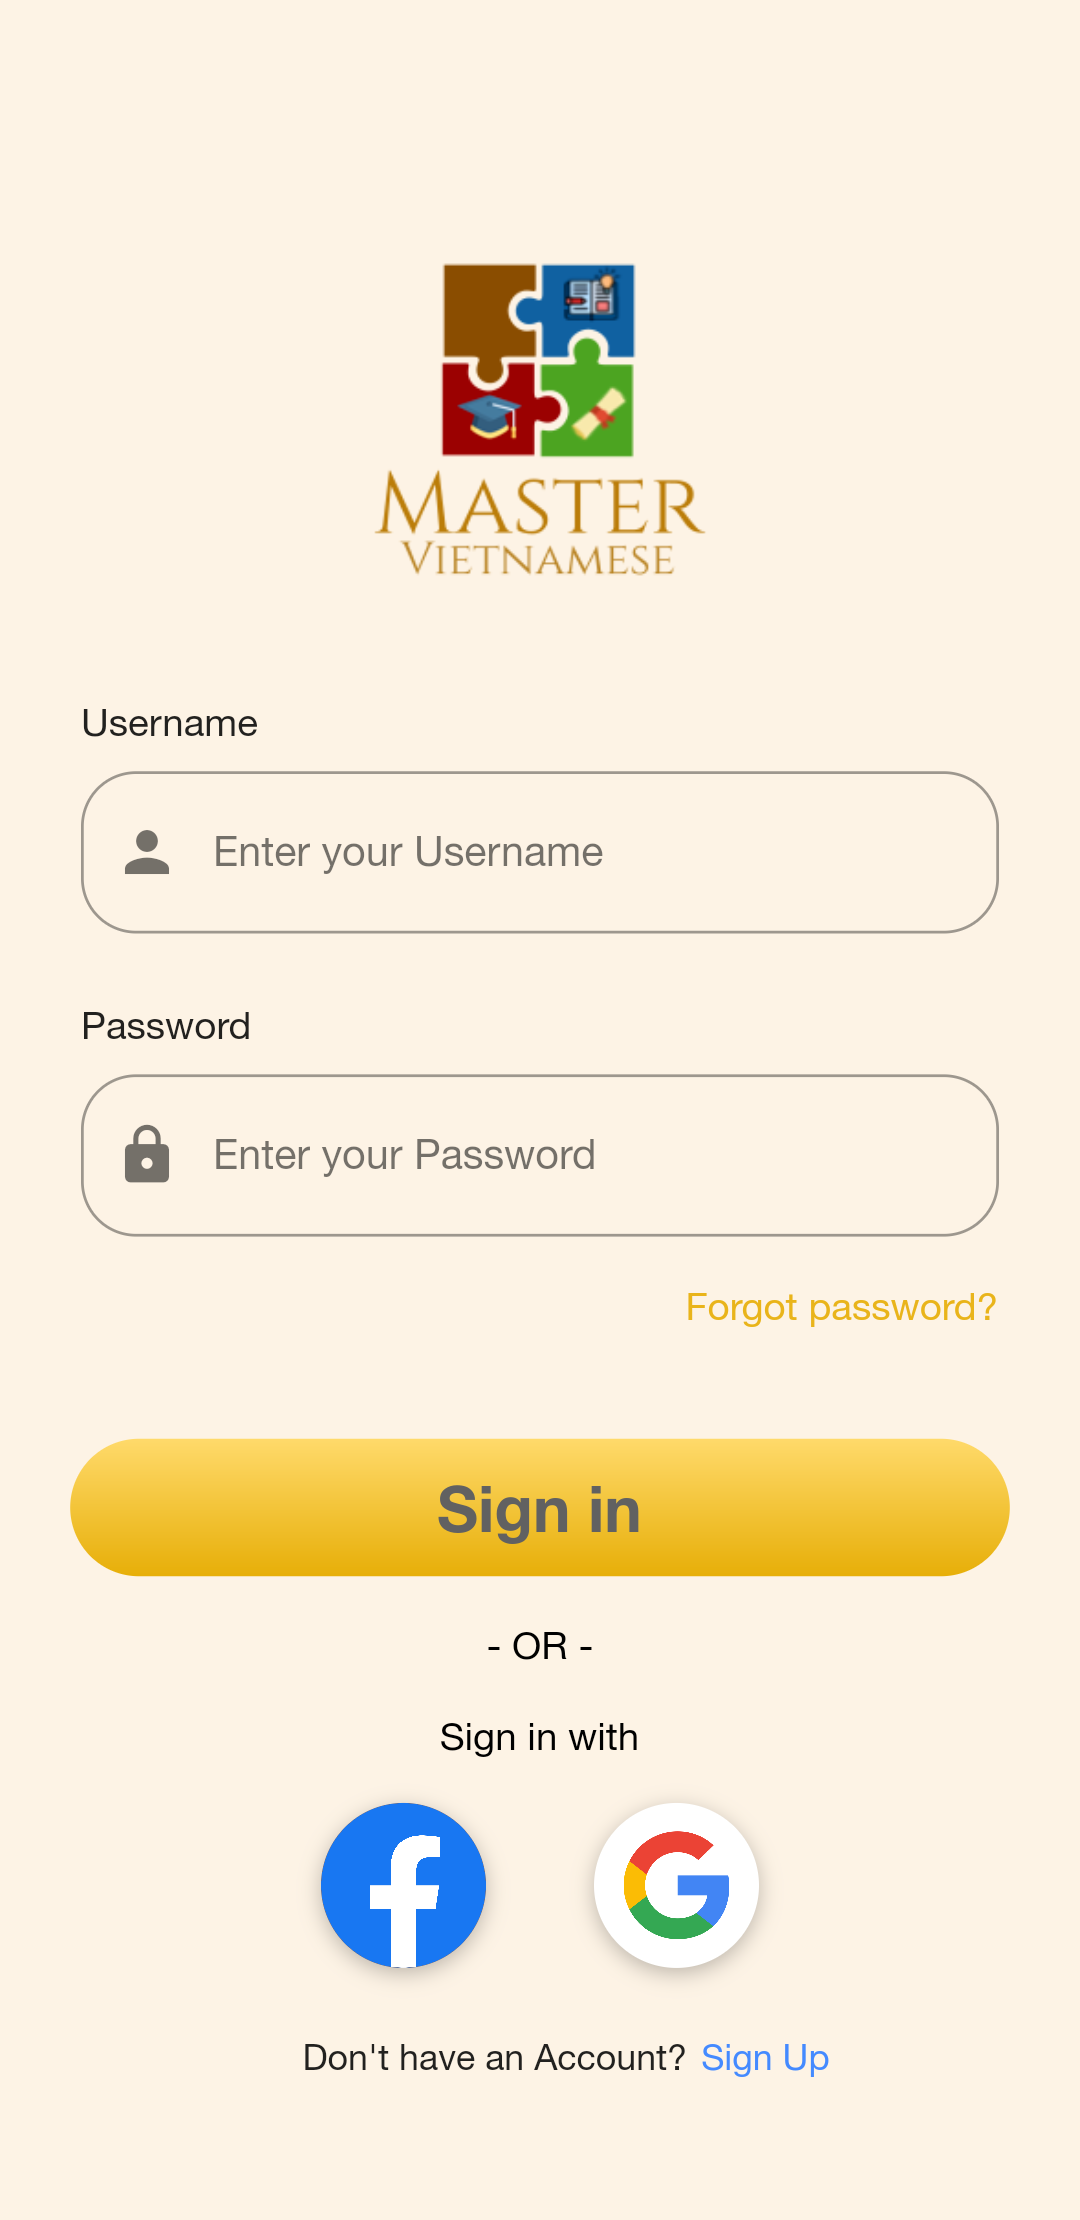 MASTER
VIETNAMESE
Username
Enter your Username
Password
Enter your Password
Forgot password?
Sign in
- OR -
Sign in with
Don't have an Account? Sign Up